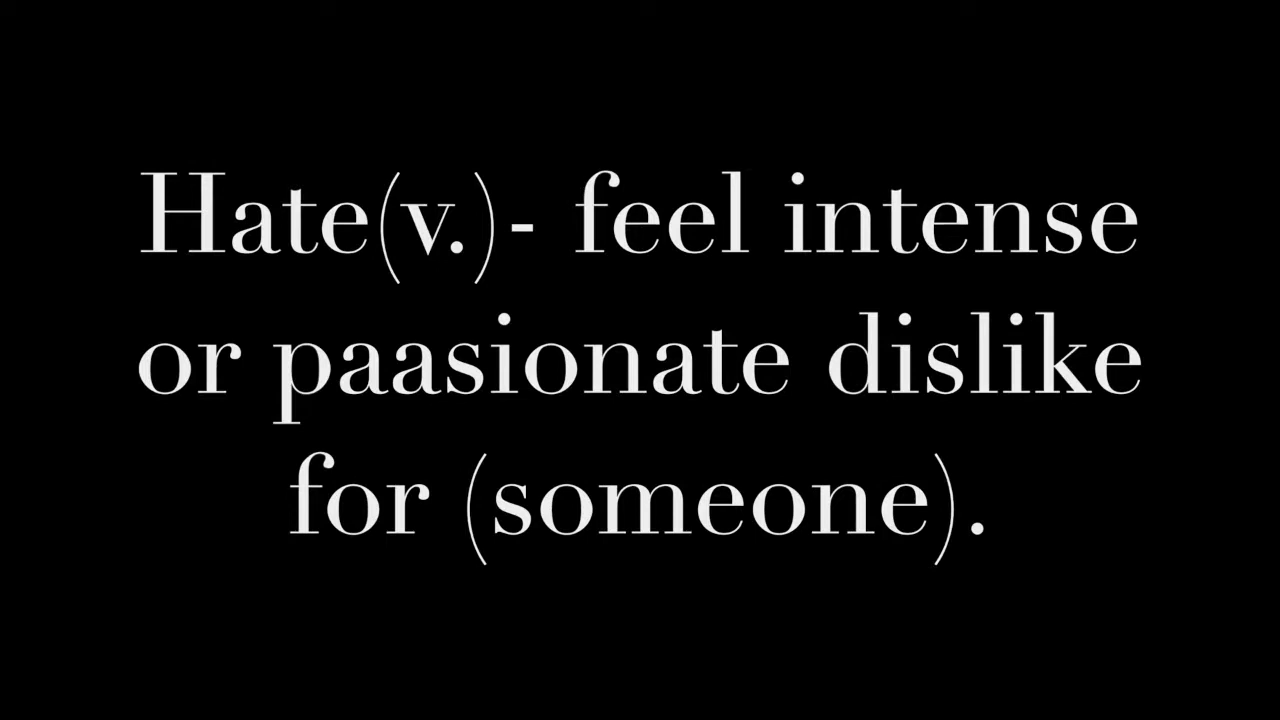 Hate(v.)- feel intense
or paasionate dislike
for (someone).